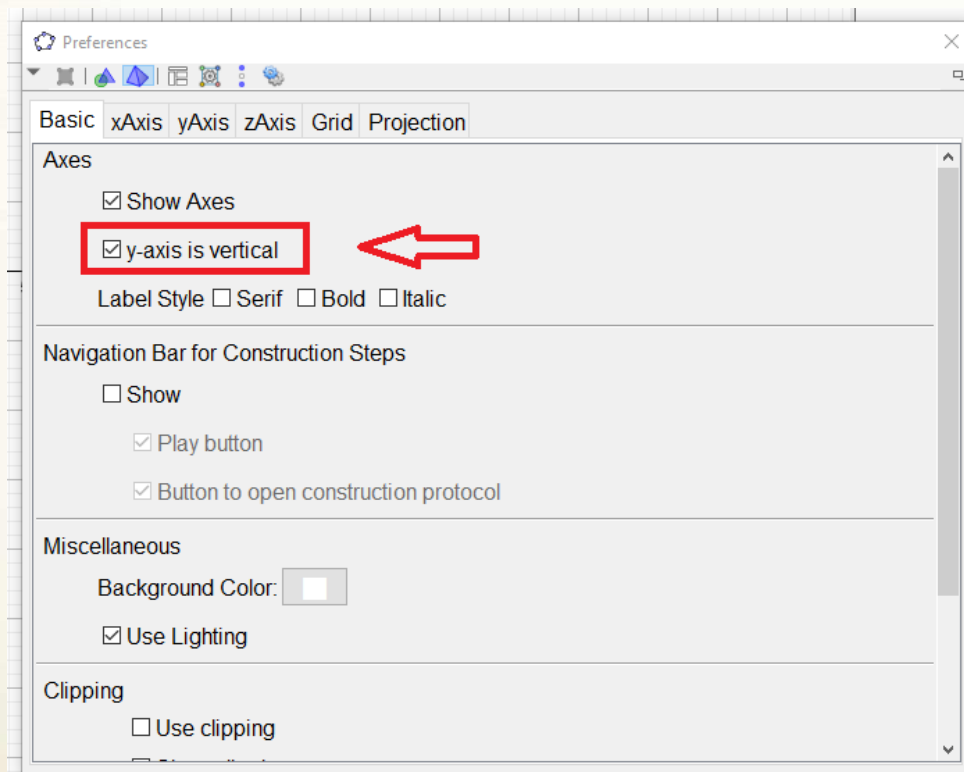 Preferences
Basic xAxis yAxis zAxis Grid Projection
Axes
Show Axes
y-axis is vertical
Label Style Serif Bold Italic
Navigation Bar for Construction Steps
Show
Play button
Button to open construction protocol
Miscellaneous
Background Color:
Use Lighting
Clipping
Use clipping